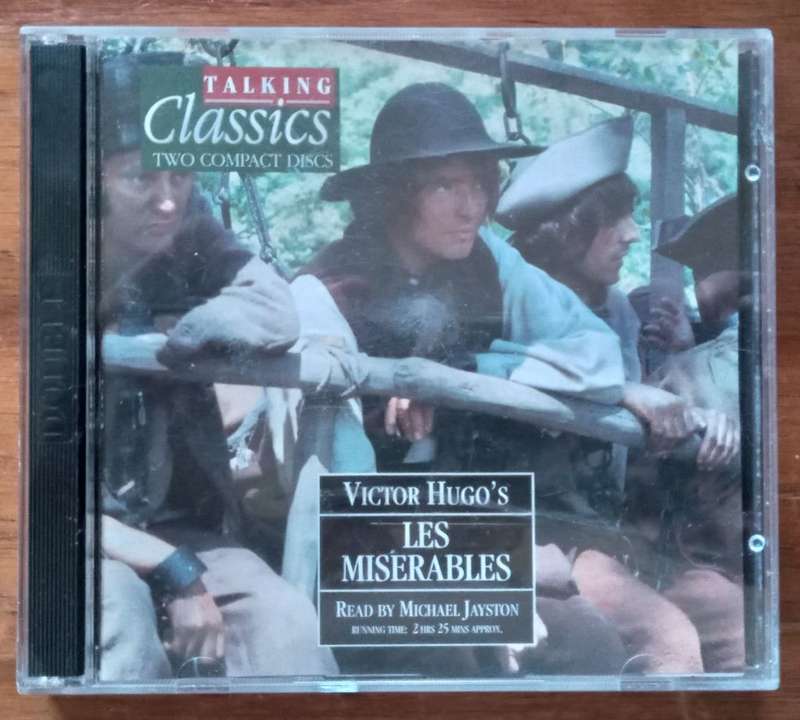 TALKING
Classics
TWO COMPACT DISCS
VICTOR HUGO'S
LES
MISÉRABLES
READ BY MICHAEL JAYSTON
RUNNING TIME: 2 HRS 25 MINS APPROX.
DOUBLE